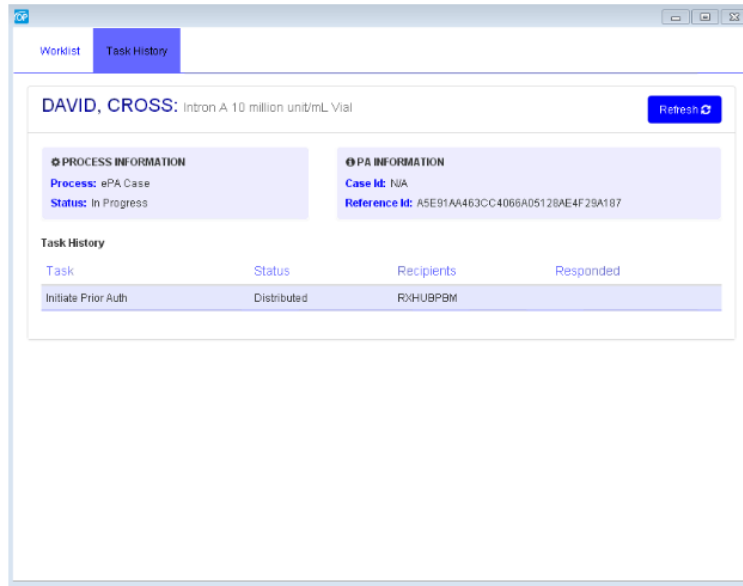 TOP
Worklist Task History
DAVID, CROSS: Intron A 10 million unit/mL Vial
Refresh
PROCESS INFORMATION
Process: ePA Case
Status: In Progress
PA INFORMATION
Case Id: N/A
Reference Id: A5E91AA463CC4066A05128AE4F29A187
Task History
Task Status Recipients Responded
Initiate Prior Auth Distributed RXHUBPBM